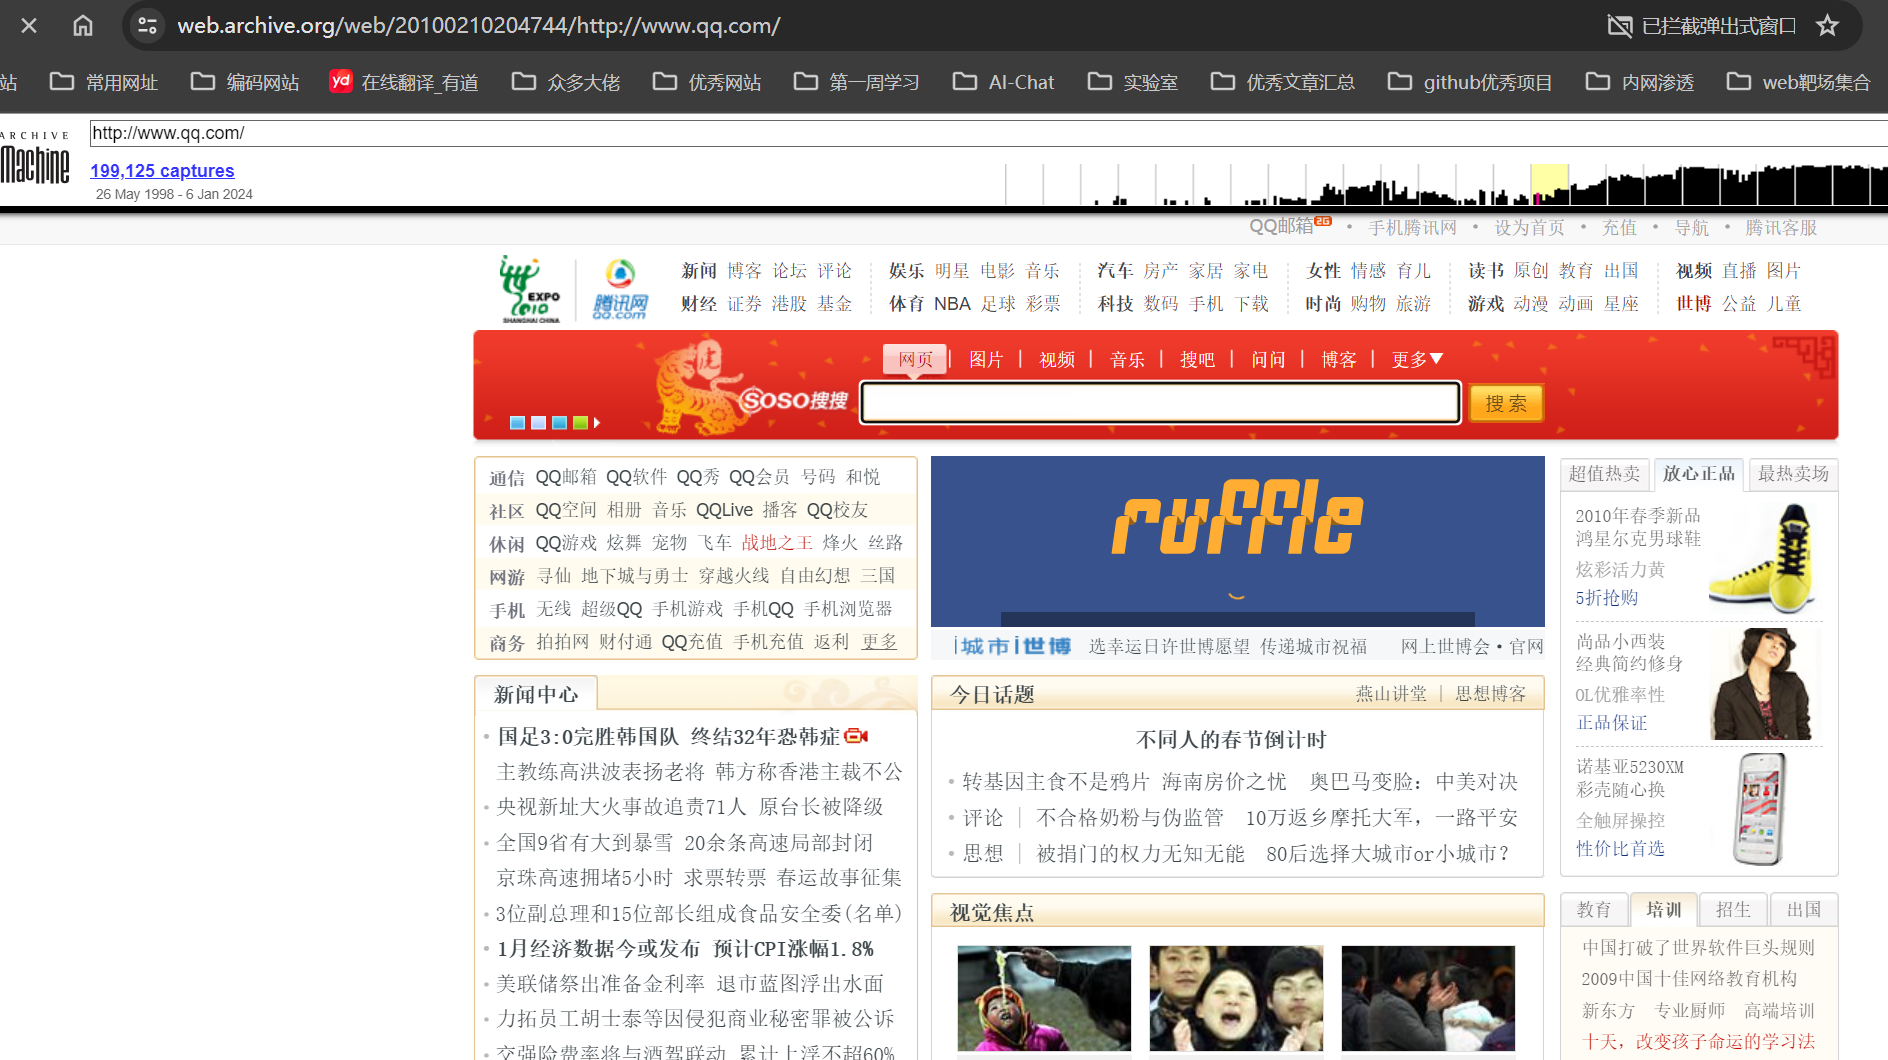 web.archive.org/web/20100210204744/http://www.qq.com/ 已拦截弹出式窗口
站 常用网址 编码网站 yd 在线翻译_有道 众多大佬 优秀网站 第一周学习 AI-Chat 实验室 优秀文章汇总 github优秀项目 内网渗透 web靶场集合
ARCHIVE
Machine
http://www.qq.com/
199,125 captures
26 May 1998 - 6 Jan 2024
QQ邮箱2G • 手机腾讯网 • 设为首页 • 充值 • 导航 • 腾讯客服
EXPO
2010
SHANGHAI CHINA
腾讯网
QQ.com
新闻 博客 论坛 评论 娱乐 明星 电影 音乐 汽车 房产 家居 家电 女性 情感 育儿 读书 原创 教育 出国 视频 直播 图片
财经 证券 港股 基金 体育 NBA 足球 彩票 科技 数码 手机 下载 时尚 购物 旅游 游戏 动漫 动画 星座 世博 公益 儿童
虎
网页 | 图片 | 视频 | 音乐 | 搜吧 | 问问 | 博客 | 更多▼
SOSO搜搜
搜 索
通信 QQ邮箱 QQ软件 QQ秀 QQ会员 号码 和悦
社区 QQ空间 相册 音乐 QQLive 播客 QQ校友
休闲 QQ游戏 炫舞 宠物 飞车 战地之王 烽火 丝路
网游 寻仙 地下城与勇士 穿越火线 自由幻想 三国
手机 无线 超级QQ 手机游戏 手机QQ 手机浏览器
商务 拍拍网 财付通 QQ充值 手机充值 返利 更多
ruffle
i城市i世博 选幸运日许世博愿望 传递城市祝福 网上世博会 • 官网
超值热卖 放心正品 最热卖场
2010年春季新品
鸿星尔克男球鞋
炫彩活力黄
5折抢购
尚品小西装
经典简约修身
OL优雅率性
正品保证
诺基亚5230XM
彩壳随心换
全触屏操控
性价比首选
新闻中心
• 国足3:0完胜韩国队 终结32年恐韩症
主教练高洪波表扬老将 韩方称香港主裁不公
• 央视新址大火事故追责71人 原台长被降级
• 全国9省有大到暴雪 20余条高速局部封闭
京珠高速拥堵5小时 求票转票 春运故事征集
• 3位副总理和15位部长组成食品安全委(名单)
• 1月经济数据今或发布 预计CPI涨幅1.8%
• 美联储祭出准备金利率 退市蓝图浮出水面
• 力拓员工胡士泰等因侵犯商业秘密罪被公诉
• 交强险费率将与酒驾联动 累计上浮不超60%
今日话题 燕山讲堂 | 思想博客
不同人的春节倒计时
• 转基因主食不是鸦片 海南房价之忧 奥巴马变脸：中美对决
• 评论 | 不合格奶粉与伪监管 10万返乡摩托大军，一路平安
• 思想 | 被捐门的权力无知无能 80后选择大城市or小城市?
视觉焦点
教育 培训 招生 出国
中国打破了世界软件巨头规则
2009中国十佳网络教育机构
新东方 专业厨师 高端培训
十天，改变孩子命运的学习法